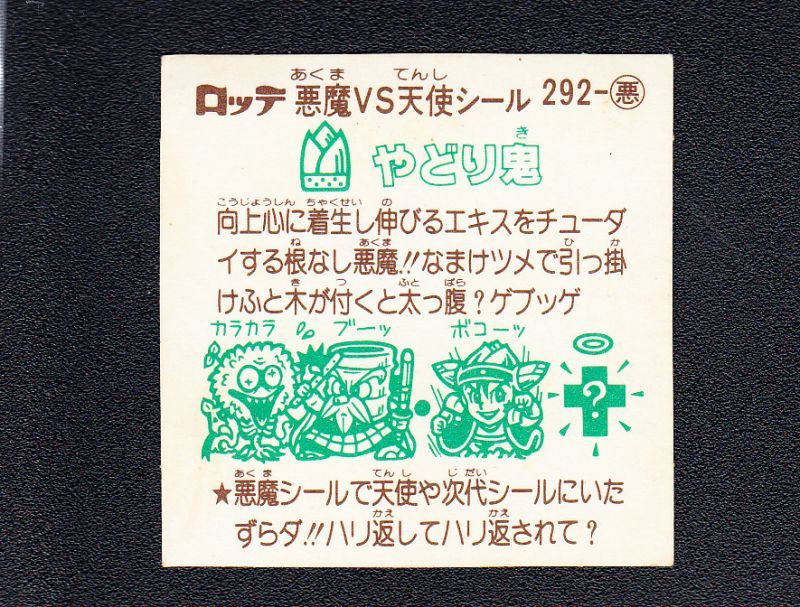 ロッテ 悪魔VS天使シール 292-悪
あくま てんし
やどり鬼
き
向上心に着生し伸びるエキスをチューダ
こうじょうしん ちゃくせい の
イする根なし悪魔!!なまけツメで引っ掛
ね あくま ひ か
けふと木が付くと太っ腹?ゲブッゲ
き つ ふと ぱら
カラカラ ブーッ ボコーッ
?
★悪魔シールで天使や次代シールにいた
あくま てんし じだい
ずらダ!!ハリ返してハリ返されて?
かえ かえ